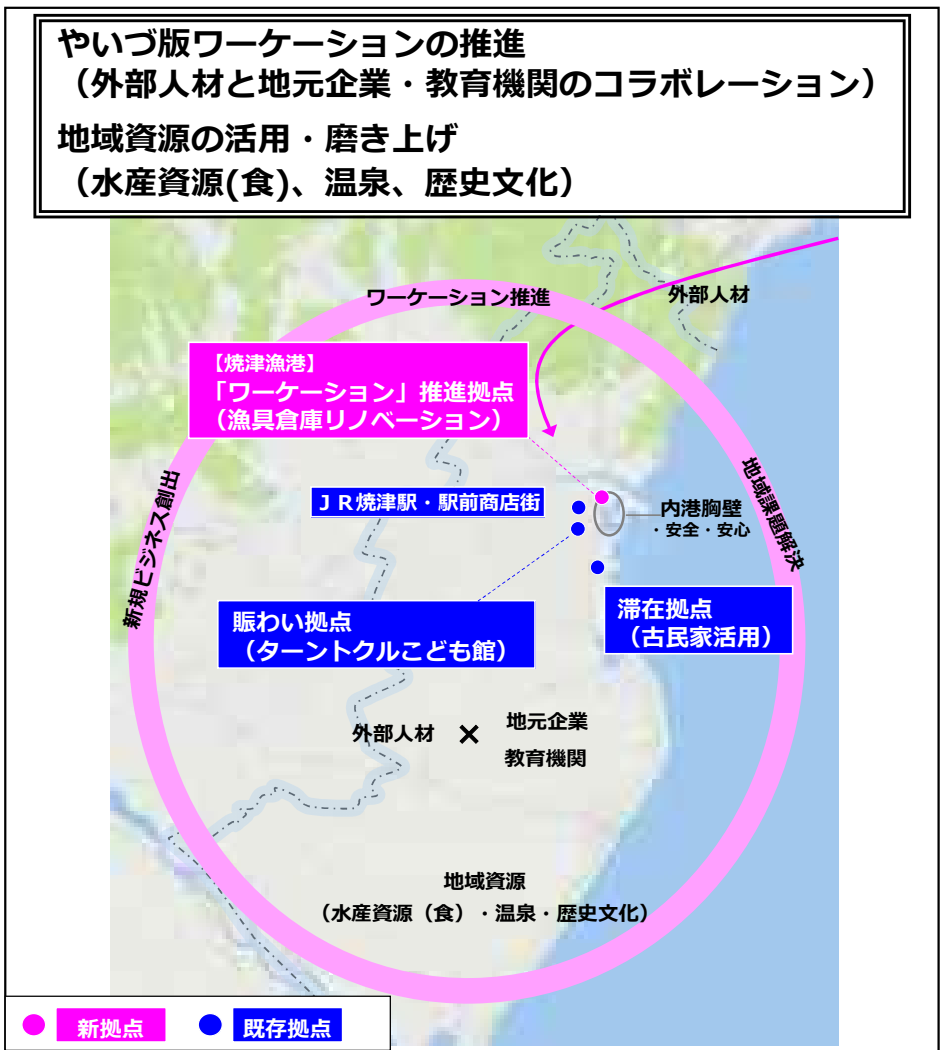 やいづ版ワーケーションの推進
（外部人材と地元企業・教育機関のコラボレーション）
地域資源の活用・磨き上げ
（水産資源(食)、温泉、歴史文化）
ワーケーション推進
外部人材
【焼津漁港】
「ワーケーション」推進拠点
（漁具倉庫リノベーション）
新規ビジネス創出
地域課題解決
ＪＲ焼津駅・駅前商店街
内港胸壁
・安全・安心
賑わい拠点
（ターントクルこども館）
滞在拠点
（古民家活用）
外部人材 × 地元企業
教育機関
地域資源
（水産資源（食）・温泉・歴史文化）
新拠点 既存拠点